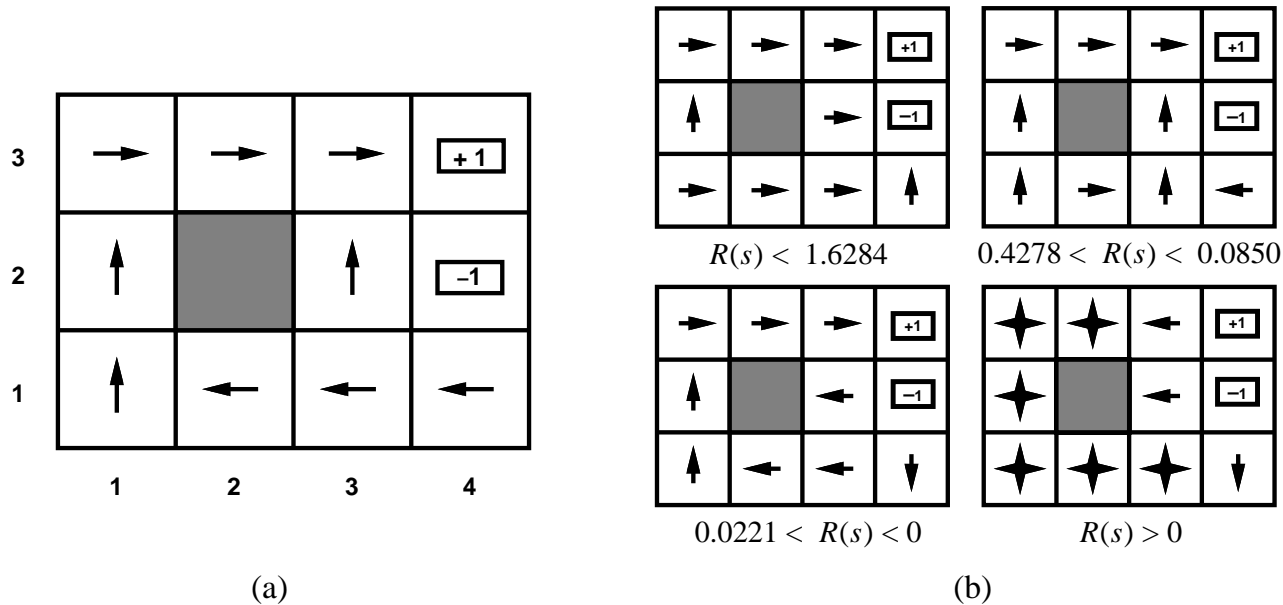 3
+ 1
2
–1
1
1 2 3 4
(a)
+1
–1
R(s) < 1.6284
+1
–1
0.4278 < R(s) < 0.0850
+1
–1
0.0221 < R(s) < 0
+1
–1
R(s) > 0
(b)